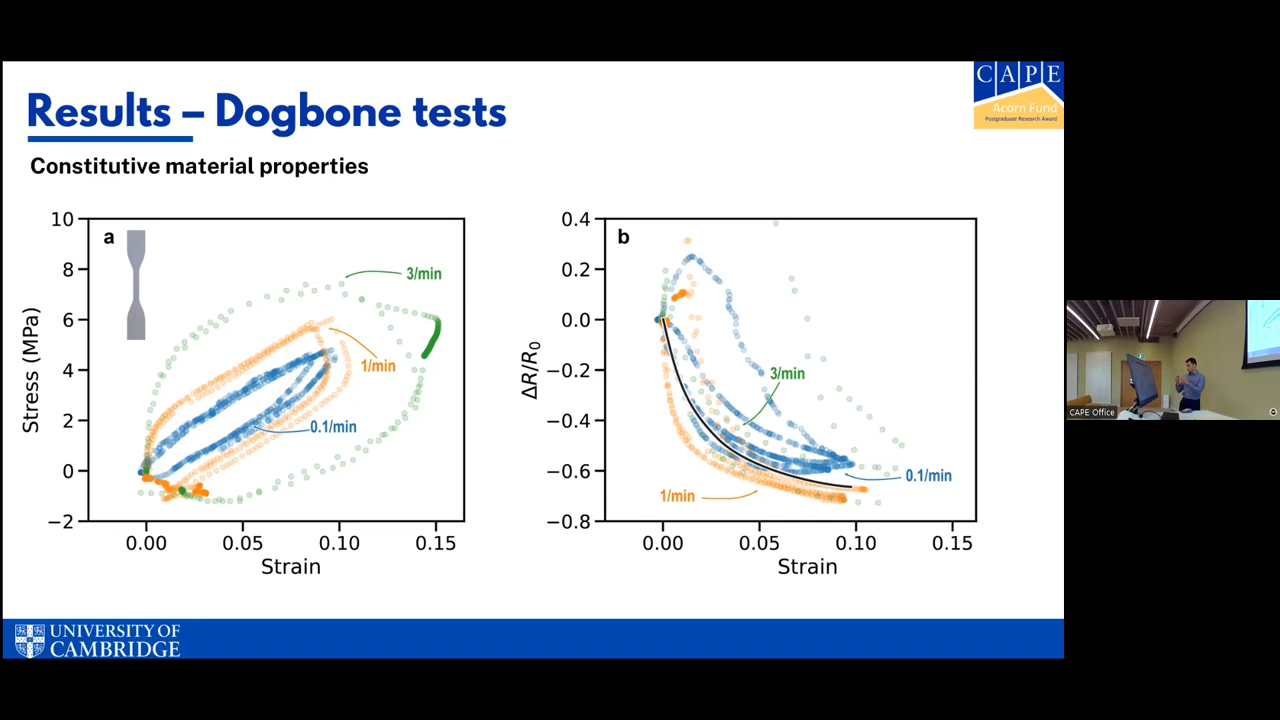 Results – Dogbone tests
CAPE
Acorn Fund
Postgraduate Research Award
Constitutive material properties
a
3/min
1/min
0.1/min
10
8
6
4
2
0
−2
0.00
0.05
0.10
0.15
Stress (MPa)
Strain
b
3/min
0.1/min
1/min
0.4
0.2
0.0
−0.2
−0.4
−0.6
−0.8
0.00
0.05
0.10
0.15
ΔR/R0
Strain
UNIVERSITY OF
CAMBRIDGE
CAPE Office